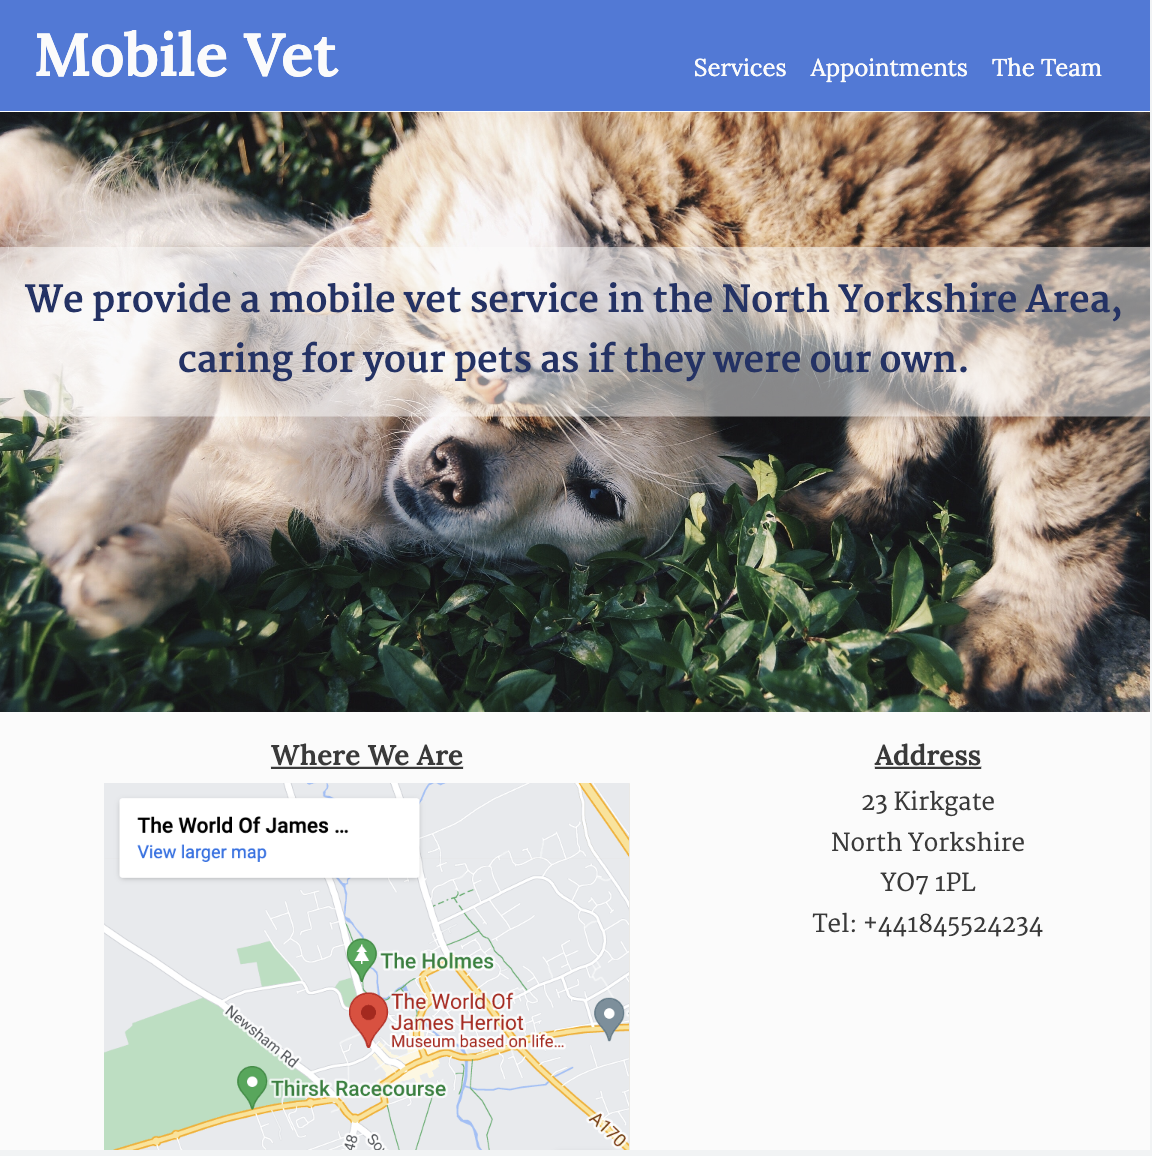 Mobile Vet
Services Appointments The Team
We provide a mobile vet service in the North Yorkshire Area,
caring for your pets as if they were our own.
Where We Are
The World Of James ...
View larger map
The Holmes
The World Of
James Herriot
Museum based on life...
Newsham Rd
Thirsk Racecourse
A170
48
So
Address
23 Kirkgate
North Yorkshire
YO7 1PL
Tel: +441845524234